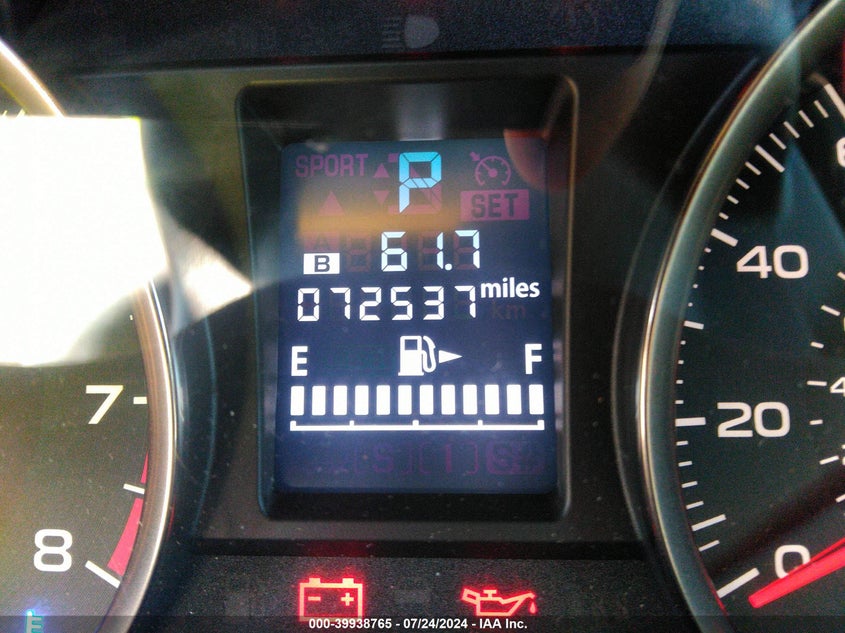 SPORT P
SET
B 61.7
072537 miles
km
E F
7
8
40
20
0
000-39938765 - 07/24/2024 - IAA Inc.